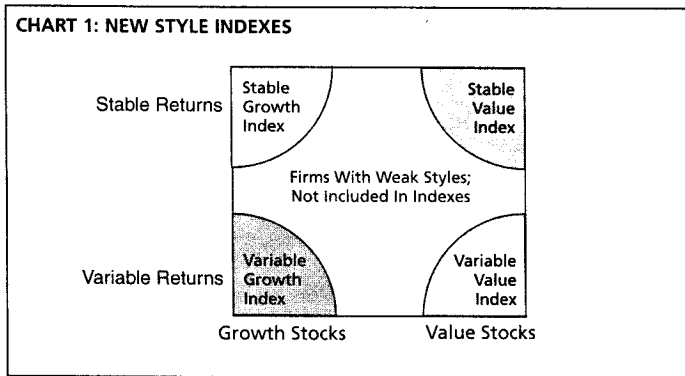 CHART 1: NEW STYLE INDEXES
Stable Returns
Stable
Growth
Index
Stable
Value
Index
Firms With Weak Styles;
Not Included In Indexes
Variable Returns
Variable
Growth
Index
Variable
Value
Index
Growth Stocks
Value Stocks